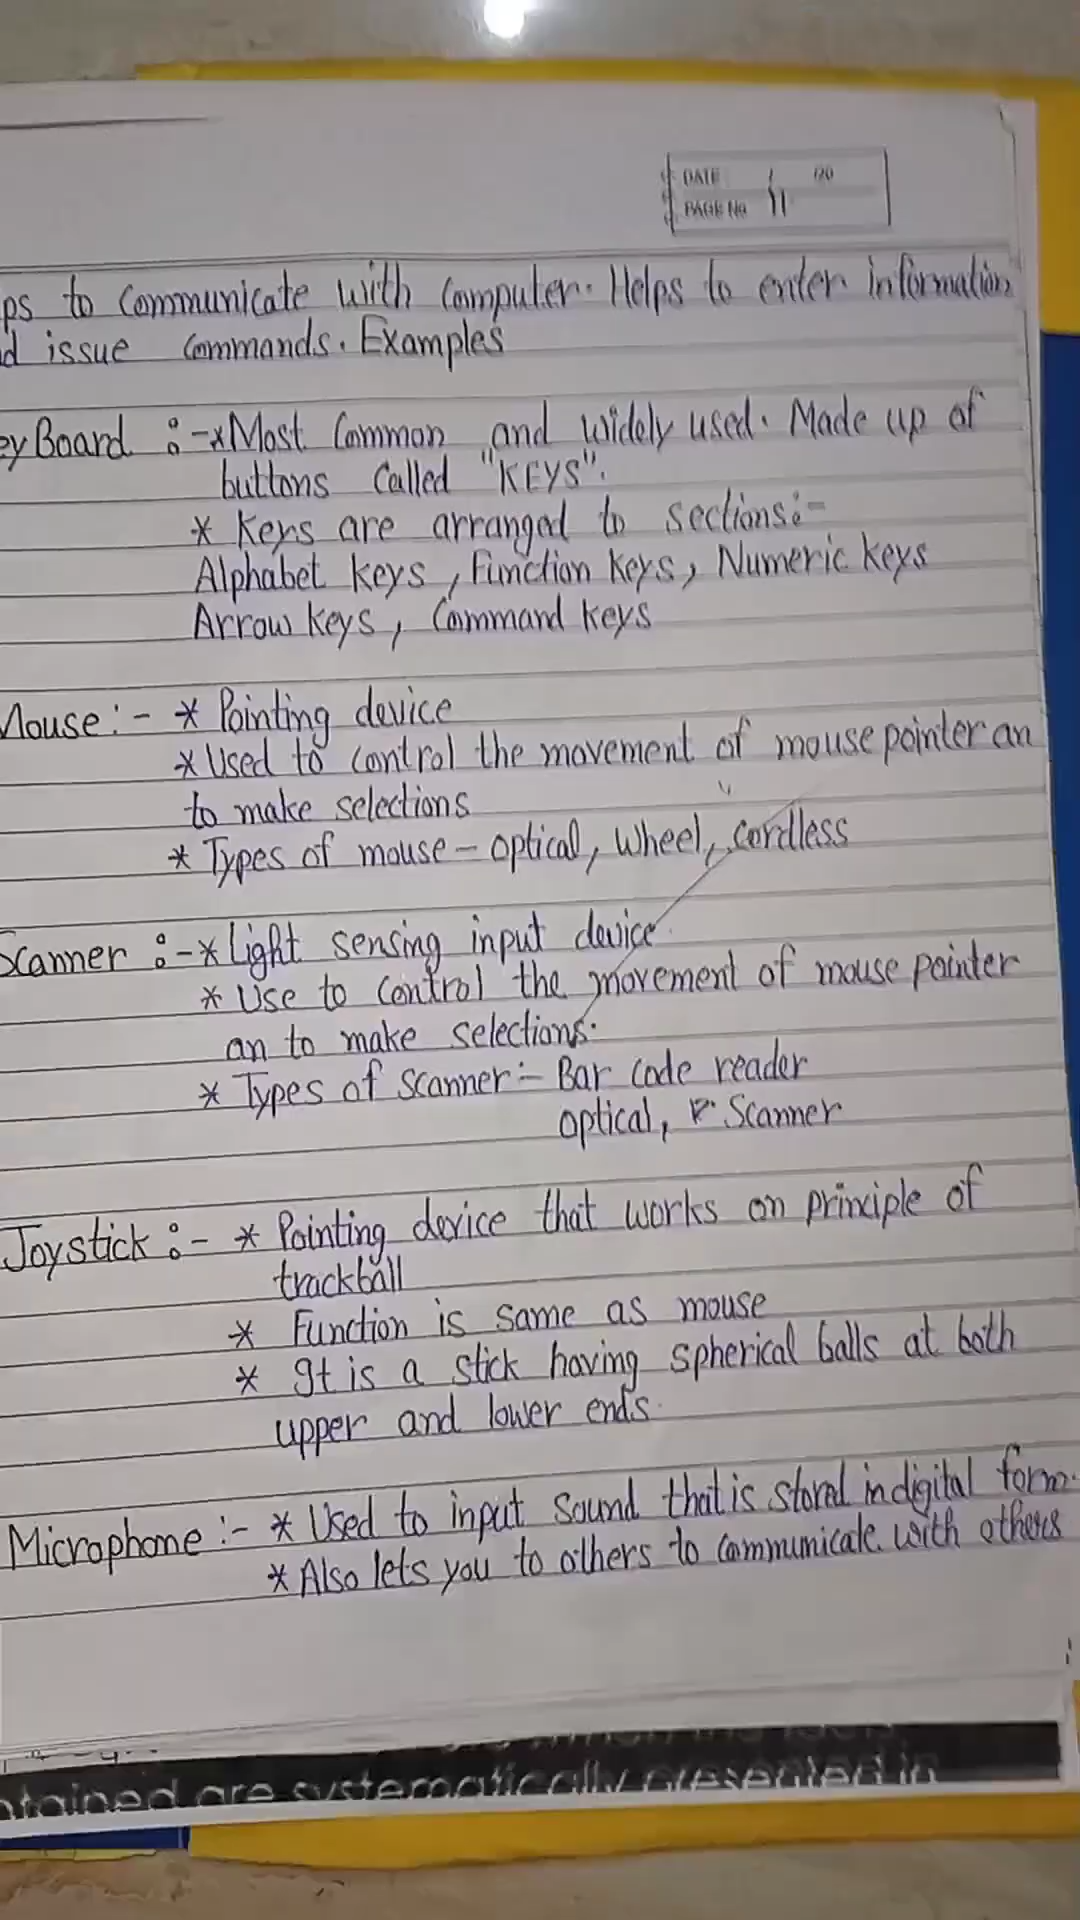 DATE / /20
PAGE No 11
ps to communicate with computer. Helps to enter information
d issue commands. Examples
ey Board :- * Most Common and widely used. Made up of
buttons called "KEYS".
* Keys are arranged to sections:-
Alphabet keys, Function keys, Numeric keys
Arrow keys, Command keys
Mouse :- * Pointing device
* Used to control the movement of mouse pointer an
to make selections
* Types of mouse - optical, wheel, cordless
Scanner :- * Light sensing input device
* Use to control the movement of mouse pointer
an to make selections.
* Types of scanner :- Bar code reader
optical, Scanner
Joystick :- * Pointing device that works on principle of
trackball
* Function is same as mouse
* It is a stick having spherical balls at both
upper and lower ends.
Microphone :- * Used to input sound that is stored in digital form.
* Also lets you to others to communicate with others
ntained are systematically presented in